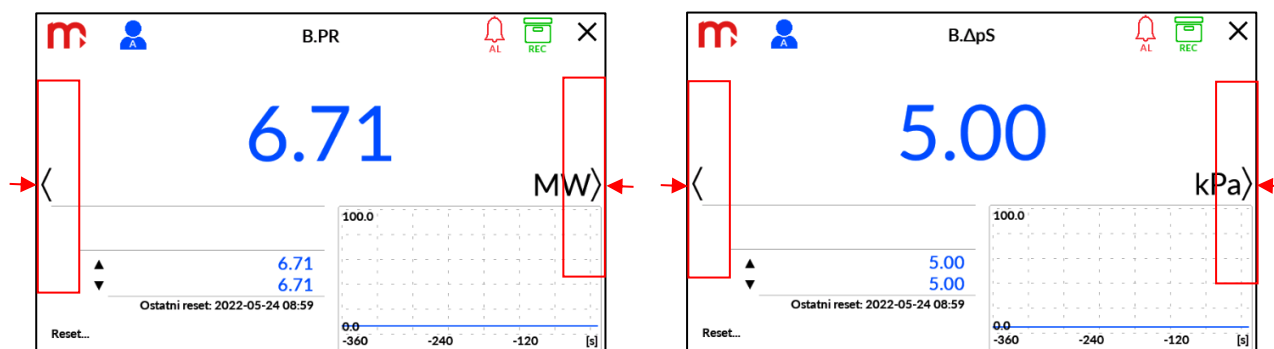 m A B.PR AL REC
6.71
MW
100.0
6.71
6.71
Ostatni reset: 2022-05-24 08:59
Reset...
0.0
-360 -240 -120 [s]
m A B.ΔpS AL REC
5.00
kPa
100.0
5.00
5.00
Ostatni reset: 2022-05-24 08:59
Reset...
0.0
-360 -240 -120 [s]